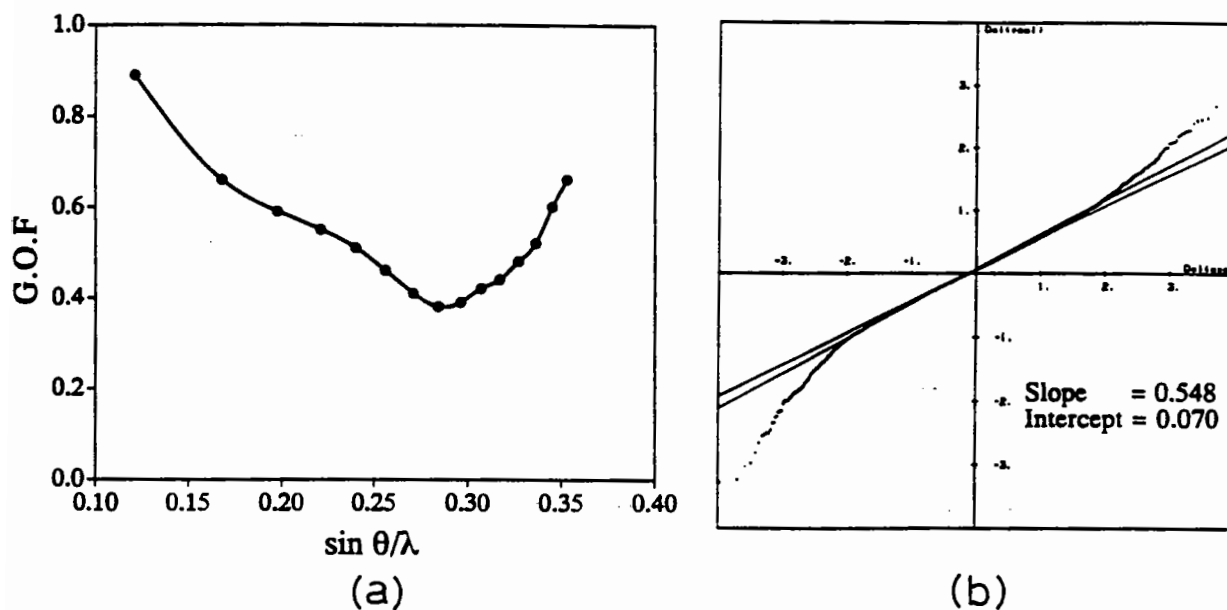 1.0
0.8
0.6
0.4
0.2
0.0
G.O.F
0.10 0.15 0.20 0.25 0.30 0.35 0.40
sin θ/λ
(a)
3.
2.
1.
-3. -2. -1.
1. 2. 3.
-1.
-2.
-3.
Slope = 0.548
Intercept = 0.070
(b)